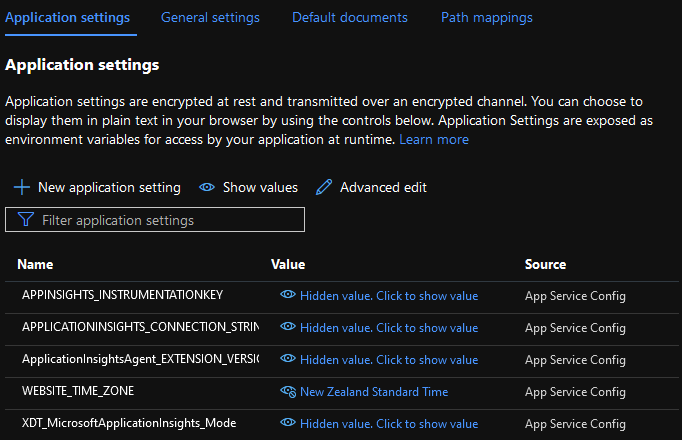 Application settings General settings Default documents Path mappings
Application settings
Application settings are encrypted at rest and transmitted over an encrypted channel. You can choose to
display them in plain text in your browser by using the controls below. Application Settings are exposed as
environment variables for access by your application at runtime. Learn more
New application setting Show values Advanced edit
Filter application settings
Name Value Source
APPINSIGHTS_INSTRUMENTATIONKEY Hidden value. Click to show value App Service Config
APPLICATIONINSIGHTS_CONNECTION_STRIN Hidden value. Click to show value App Service Config
ApplicationInsightsAgent_EXTENSION_VERSIO Hidden value. Click to show value App Service Config
WEBSITE_TIME_ZONE New Zealand Standard Time App Service Config
XDT_MicrosoftApplicationInsights_Mode Hidden value. Click to show value App Service Config